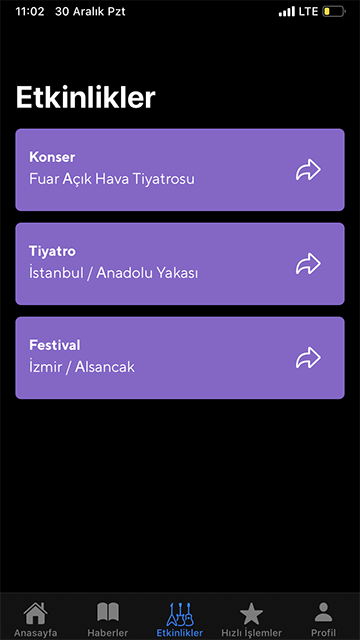 11:02 30 Aralık Pzt LTE
Etkinlikler
Konser
Fuar Açık Hava Tiyatrosu
Tiyatro
İstanbul / Anadolu Yakası
Festival
İzmir / Alsancak
Anasayfa Haberler Etkinlikler Hızlı İşlemler Profil